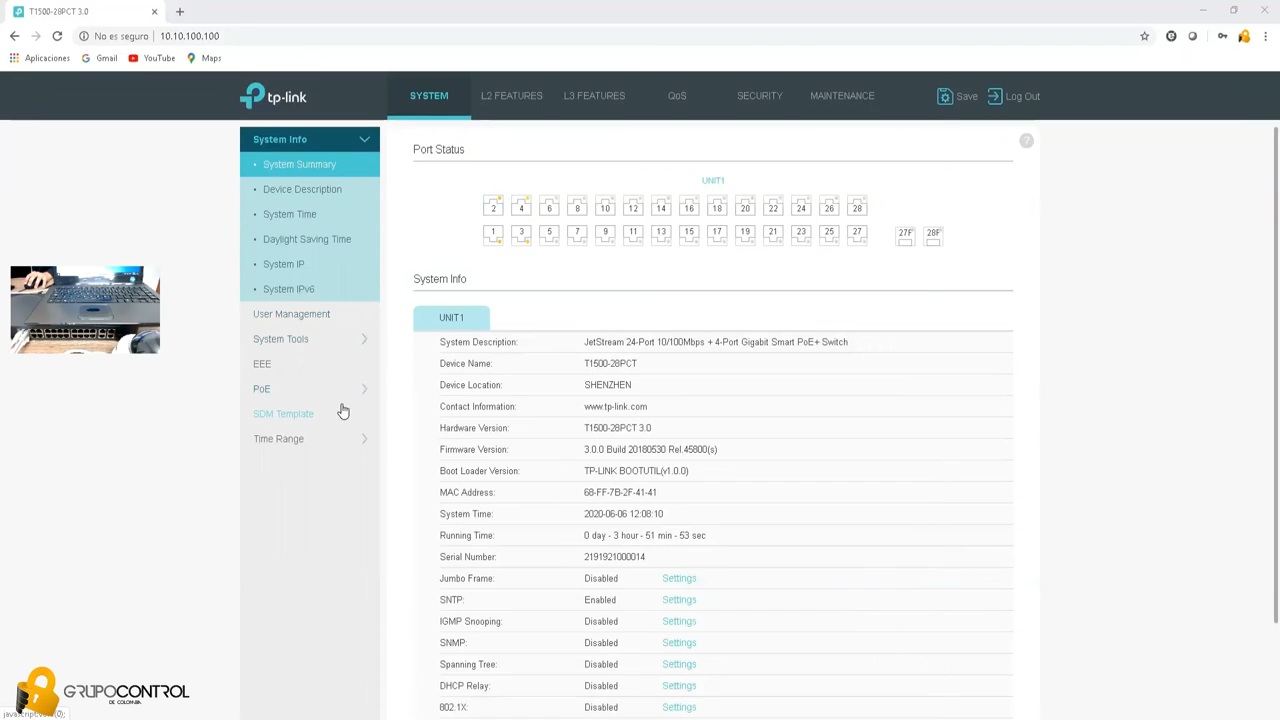 T1500-28PCT 3.0
No es seguro 10.10.100.100
Aplicaciones Gmail YouTube Maps
tp-link SYSTEM L2 FEATURES L3 FEATURES QoS SECURITY MAINTENANCE Save Log Out
System Info
System Summary
Device Description
System Time
Daylight Saving Time
System IP
System IPv6
User Management
System Tools
EEE
PoE
SDM Template
Time Range
Port Status
?
UNIT1
2 4 6 8 10 12 14 16 18 20 22 24 26 28
1 3 5 7 9 11 13 15 17 19 21 23 25 27 27F 28F
System Info
UNIT1
System Description: JetStream 24-Port 10/100Mbps + 4-Port Gigabit Smart PoE+ Switch
Device Name: T1500-28PCT
Device Location: SHENZHEN
Contact Information: www.tp-link.com
Hardware Version: T1500-28PCT 3.0
Firmware Version: 3.0.0 Build 20180530 Rel.45800(s)
Boot Loader Version: TP-LINK BOOTUTIL(v1.0.0)
MAC Address: 68-FF-7B-2F-41-41
System Time: 2020-06-06 12:08:10
Running Time: 0 day - 3 hour - 51 min - 53 sec
Serial Number: 2191921000014
Jumbo Frame: Disabled Settings
SNTP: Enabled Settings
IGMP Snooping: Disabled Settings
SNMP: Disabled Settings
Spanning Tree: Disabled Settings
DHCP Relay: Disabled Settings
802.1X: Disabled Settings
GRUPOCONTROL
DE COLOMBIA
javascript:void(0);